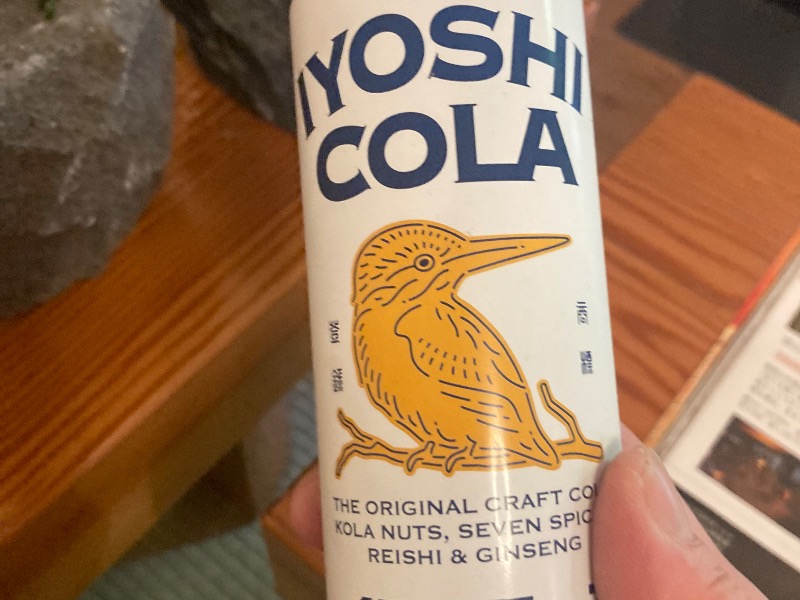 IYOSHI
COLA
THE ORIGINAL CRAFT
KOLA NUTS, SEVEN
REISHI & GINSENG